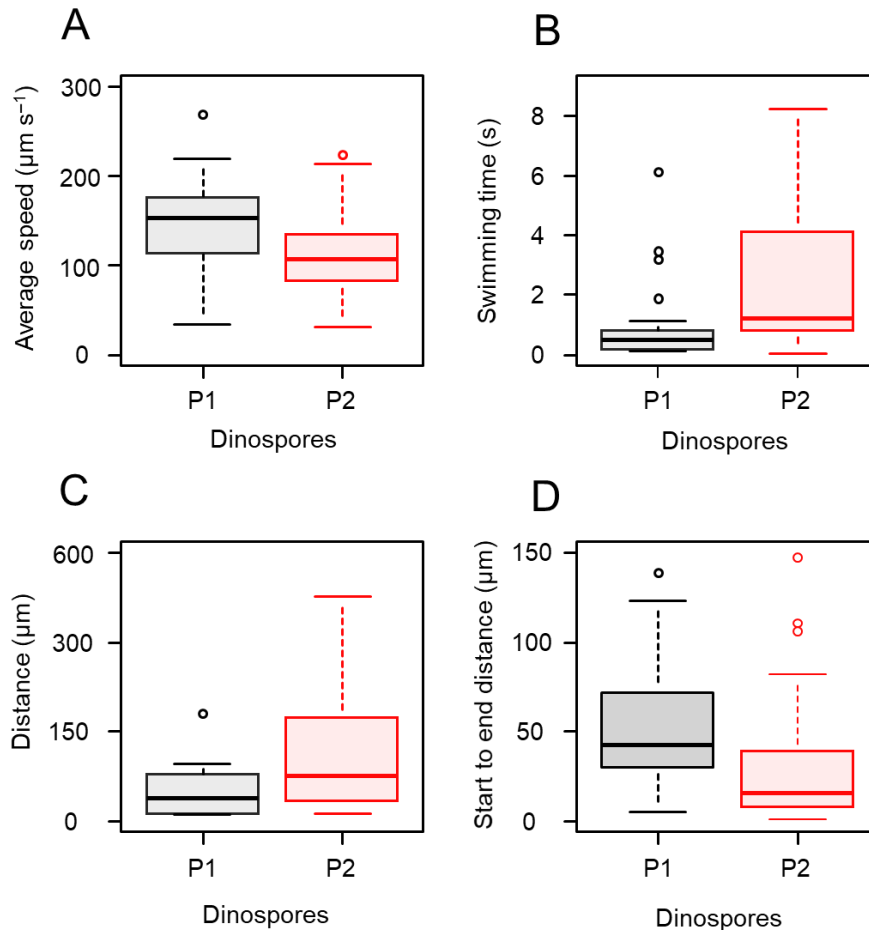 A
Average speed (µm s⁻¹)
300
200
100
0
P1 P2
Dinospores
B
Swimming time (s)
8
6
4
2
0
P1 P2
Dinospores
C
Distance (µm)
600
300
150
0
P1 P2
Dinospores
D
Start to end distance (µm)
150
100
50
0
P1 P2
Dinospores